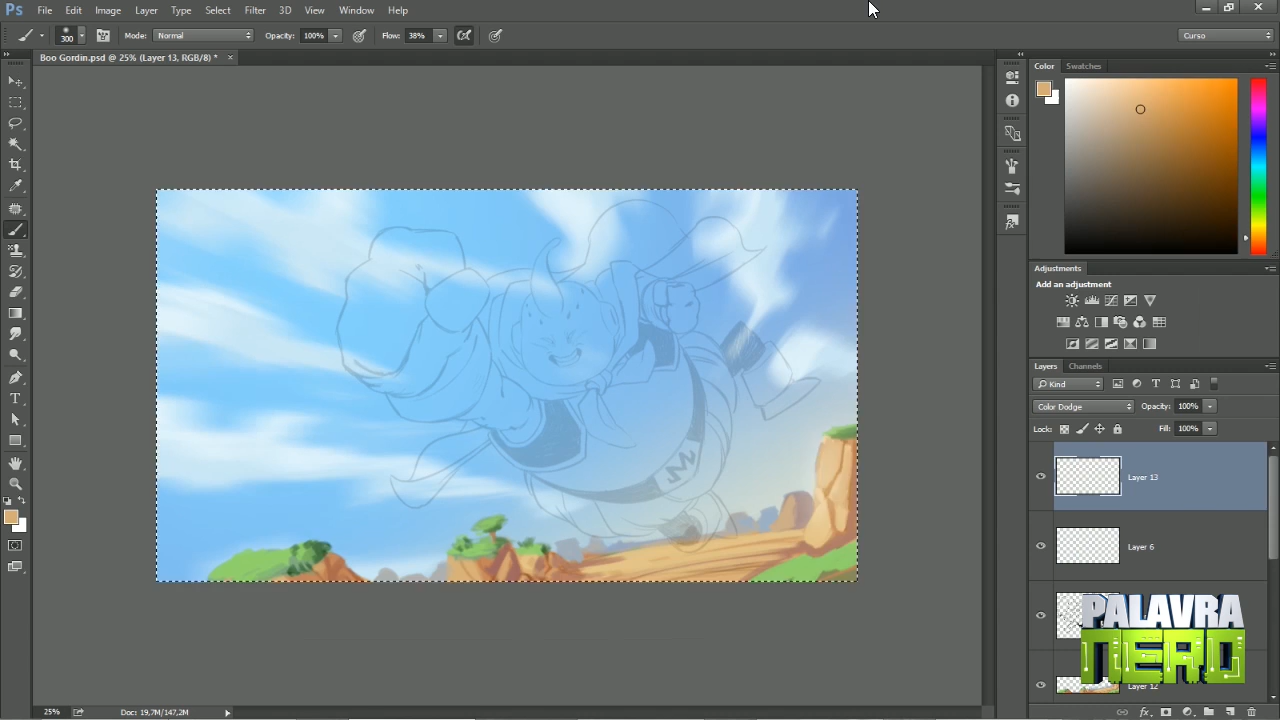 Ps File Edit Image Layer Type Select Filter 3D View Window Help
300 Mode: Normal Opacity: 100% Flow: 38% Curso
Boo Gordin.psd @ 25% (Layer 13, RGB/8) * ×
Color Swatches
Adjustments
Add an adjustment
Layers Channels
Kind
Color Dodge Opacity: 100%
Lock: Fill: 100%
Layer 13
Layer 6
Layer 12
PALAVRA
NERD
M
25% Doc: 19,7M/147,2M